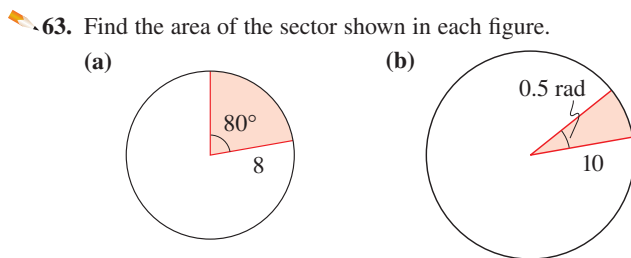 63. Find the area of the sector shown in each figure.
(a) (b)
80°
8
0.5 rad
10